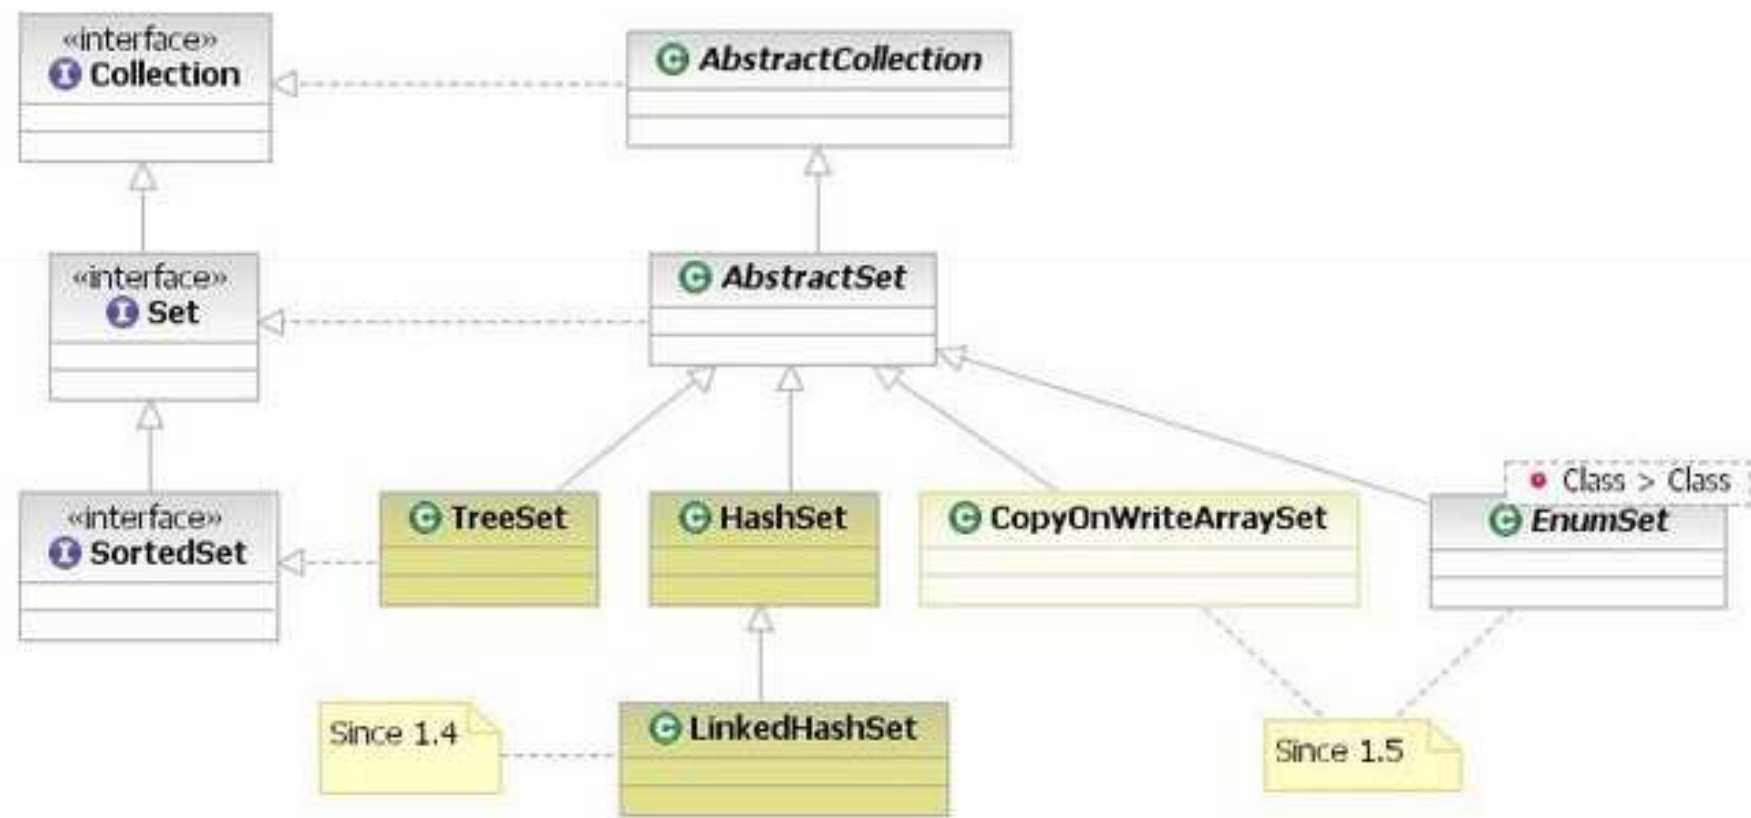 «interface»
I Collection
C AbstractCollection
«interface»
I Set
C AbstractSet
Class > Class
«interface»
I SortedSet
C TreeSet
C HashSet
C CopyOnWriteArraySet
C EnumSet
Since 1.4
C LinkedHashSet
Since 1.5